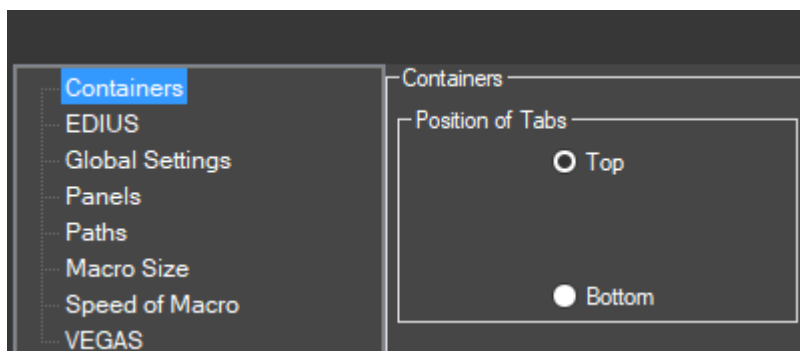 Containers
EDIUS
Global Settings
Panels
Paths
Macro Size
Speed of Macro
VEGAS
Containers
Position of Tabs
Top
Bottom